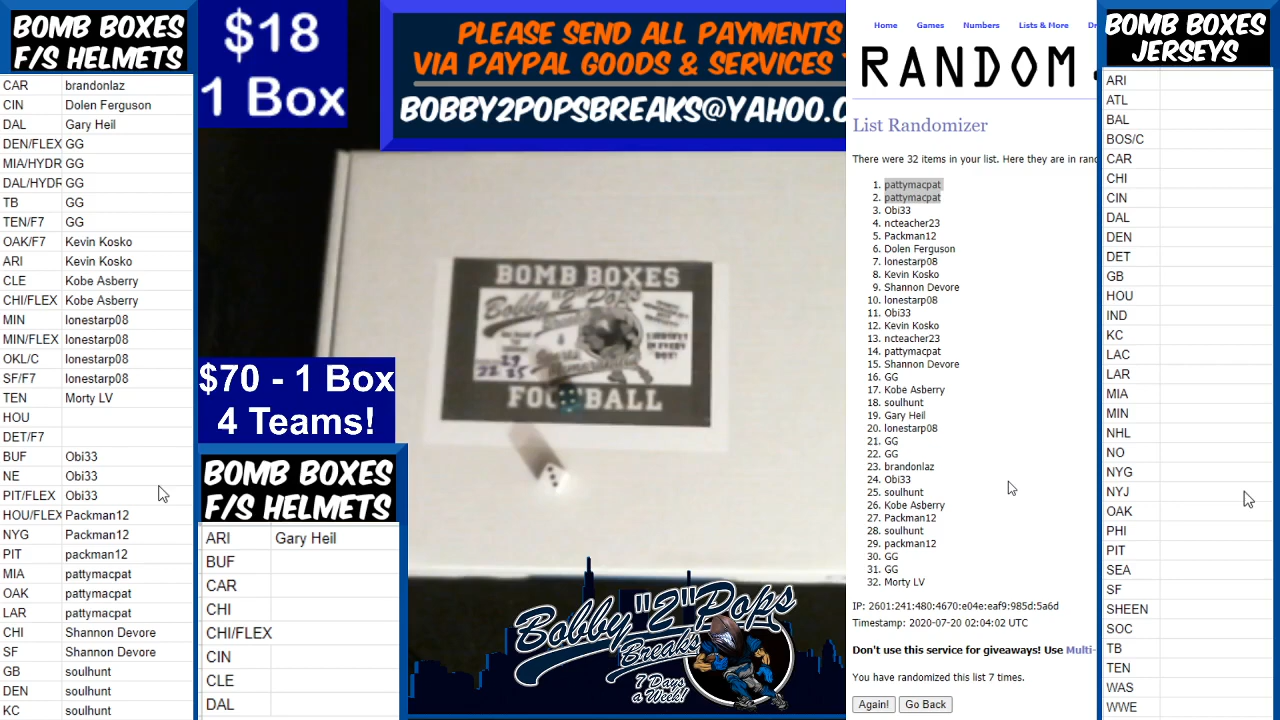 BOMB BOXES
F/S HELMETS
CAR brandonlaz
CIN Dolen Ferguson
DAL Gary Heil
DEN/FLEX GG
MIA/HYDR GG
DAL/HYDR GG
TB GG
TEN/F7 GG
OAK/F7 Kevin Kosko
ARI Kevin Kosko
CLE Kobe Asberry
CHI/FLEX Kobe Asberry
MIN lonestarp08
MIN/FLEX lonestarp08
OKL/C lonestarp08
SF/F7 lonestarp08
TEN Morty LV
HOU
DET/F7
BUF Obi33
NE Obi33
PIT/FLEX Obi33
HOU/FLEX Packman12
NYG Packman12
PIT packman12
MIA pattymacpat
OAK pattymacpat
LAR pattymacpat
CHI Shannon Devore
SF Shannon Devore
GB soulhunt
DEN soulhunt
KC soulhunt
$18
1 Box
PLEASE SEND ALL PAYMENTS
VIA PAYPAL GOODS & SERVICES
BOBBY2POPSBREAKS@YAHOO.C
BOMB BOXES
Bobby "2" Pops
FOOTBALL
$70 - 1 Box
4 Teams!
BOMB BOXES
F/S HELMETS
ARI Gary Heil
BUF
CAR
CHI
CHI/FLEX
CIN
CLE
DAL
Bobby "2" Pops
Breaks
7 Days
a Week!
Home Games Numbers Lists & More Dr
RANDOM
List Randomizer
There were 32 items in your list. Here they are in rand
1. pattymacpat
2. pattymacpat
3. Obi33
4. ncteacher23
5. Packman12
6. Dolen Ferguson
7. lonestarp08
8. Kevin Kosko
9. Shannon Devore
10. lonestarp08
11. Obi33
12. Kevin Kosko
13. ncteacher23
14. pattymacpat
15. Shannon Devore
16. GG
17. Kobe Asberry
18. soulhunt
19. Gary Heil
20. lonestarp08
21. GG
22. GG
23. brandonlaz
24. Obi33
25. soulhunt
26. Kobe Asberry
27. Packman12
28. soulhunt
29. packman12
30. GG
31. GG
32. Morty LV
IP: 2601:241:480:4670:e04e:eaf9:985d:5a6d
Timestamp: 2020-07-20 02:04:02 UTC
Don't use this service for giveaways! Use Multi-
You have randomized this list 7 times.
Again! Go Back
BOMB BOXES
JERSEYS
ARI
ATL
BAL
BOS/C
CAR
CHI
CIN
DAL
DEN
DET
GB
HOU
IND
KC
LAC
LAR
MIA
MIN
NHL
NO
NYG
NYJ
OAK
PHI
PIT
SEA
SF
SHEEN
SOC
TB
TEN
WAS
WWE